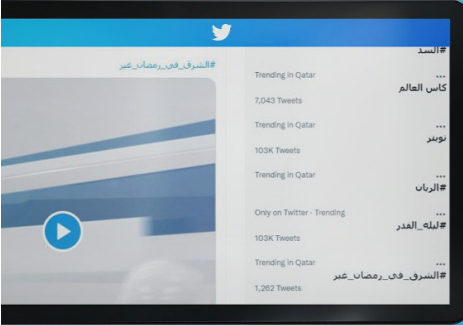 #الشرق_في_رمضان_غير
#السد
Trending in Qatar
...
كاس العالم
7,043 Tweets
Trending in Qatar
...
تويتر
103K Tweets
Trending in Qatar
...
#الريان
Only on Twitter · Trending
...
#ليله_القدر
103K Tweets
Trending in Qatar
...
#الشرق_في_رمضان_غير
1,262 Tweets